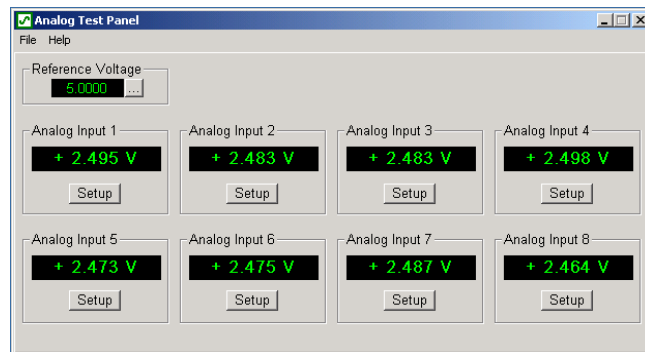 Analog Test Panel
File Help
Reference Voltage
5.0000 ...
Analog Input 1 Analog Input 2 Analog Input 3 Analog Input 4
+ 2.495 V + 2.483 V + 2.483 V + 2.498 V
Setup Setup Setup Setup
Analog Input 5 Analog Input 6 Analog Input 7 Analog Input 8
+ 2.473 V + 2.475 V + 2.487 V + 2.464 V
Setup Setup Setup Setup